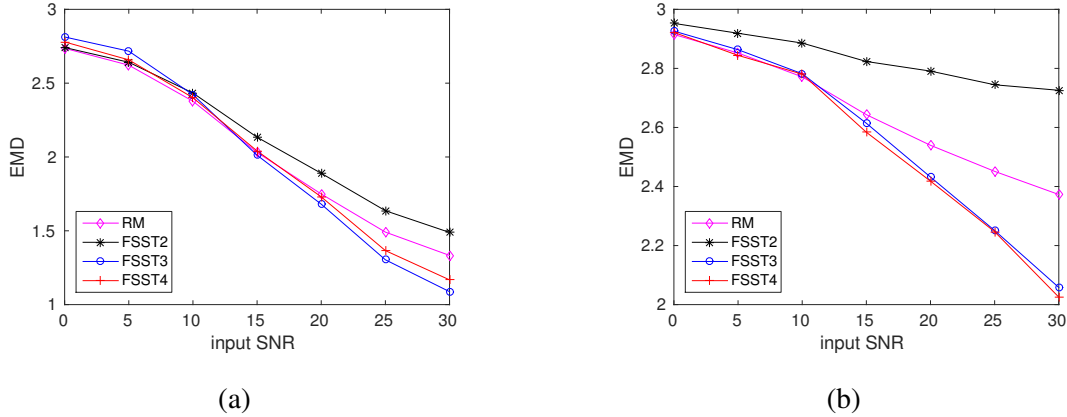 3
2.5
2
1.5
1
EMD
RM
FSST2
FSST3
FSST4
0 5 10 15 20 25 30
input SNR
(a)
3
2.8
2.6
2.4
2.2
2
EMD
RM
FSST2
FSST3
FSST4
0 5 10 15 20 25 30
input SNR
(b)